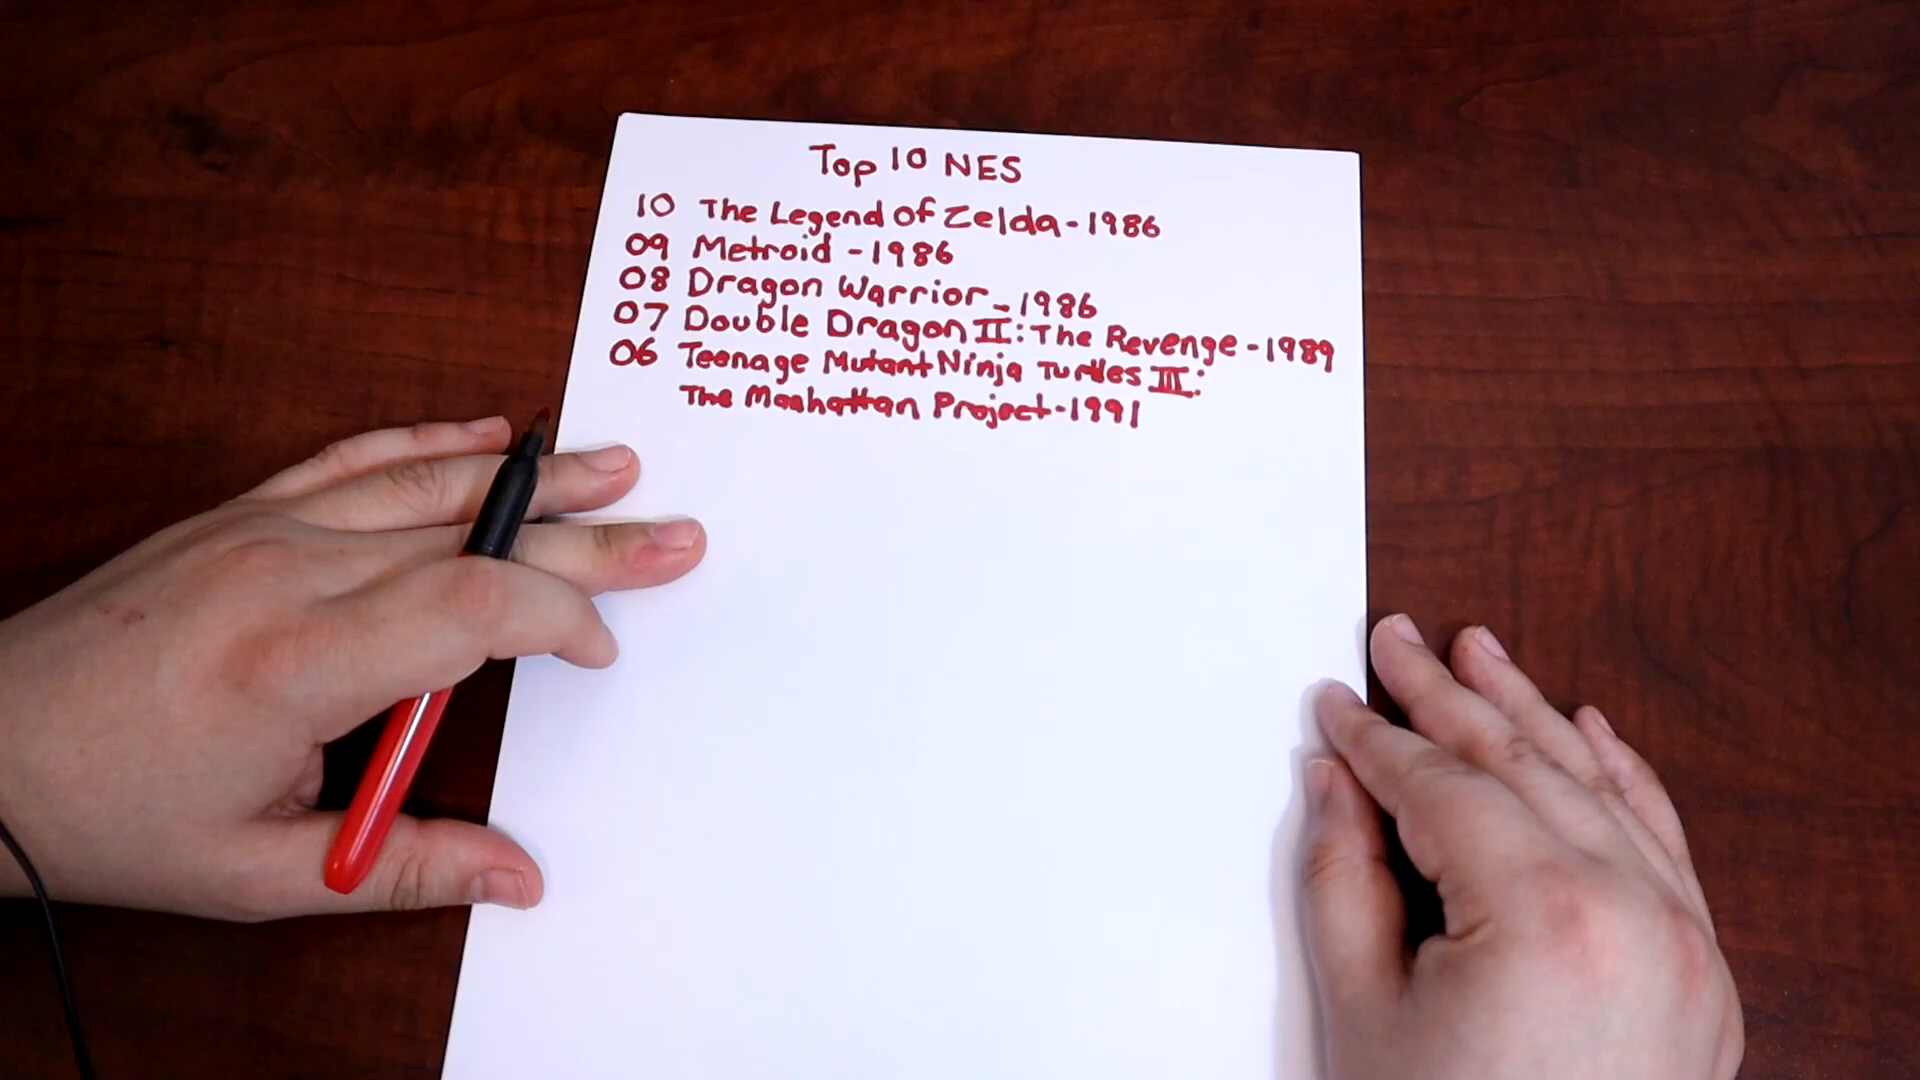 Top 10 NES
10 The Legend of Zelda - 1986
09 Metroid - 1986
08 Dragon Warrior - 1986
07 Double Dragon II: The Revenge - 1989
06 Teenage Mutant Ninja Turtles III:
The Manhattan Project - 1991